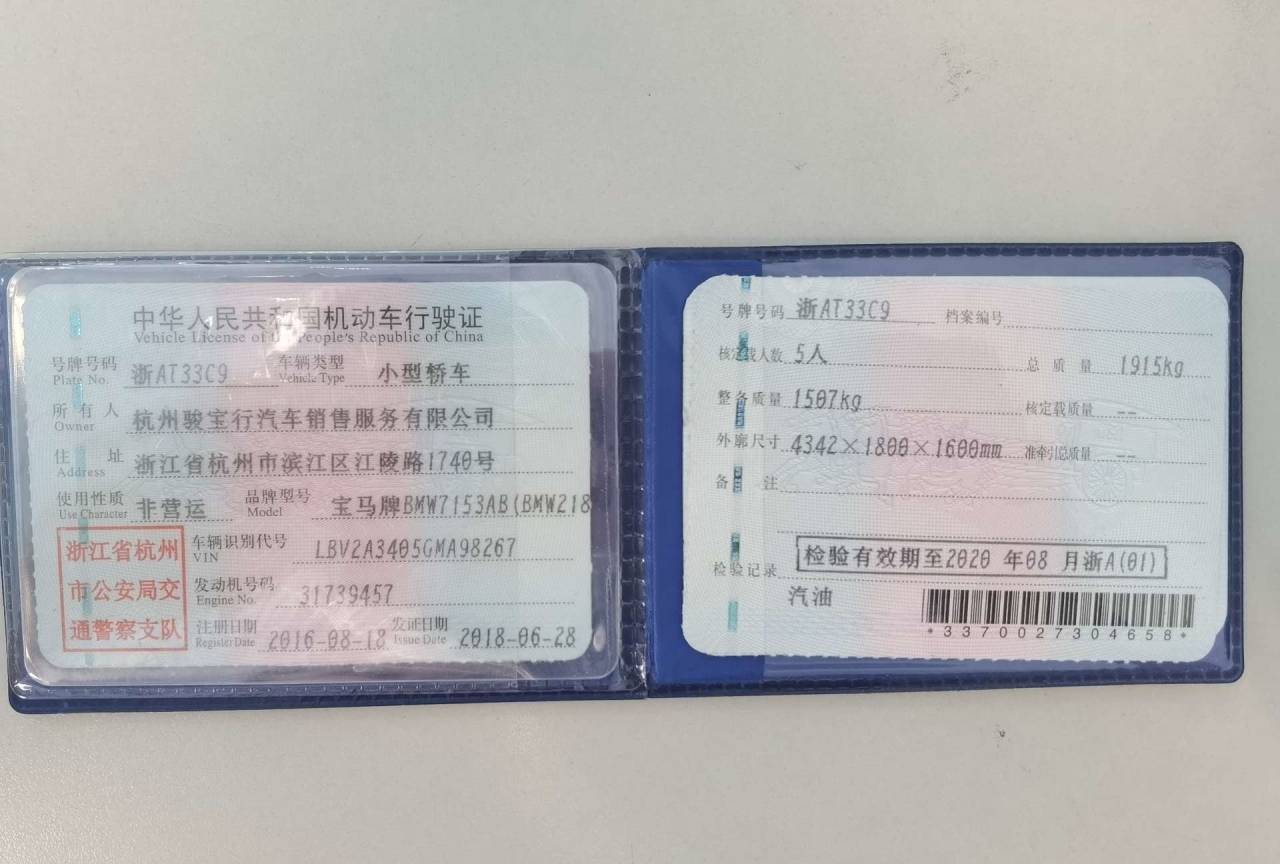 中华人民共和国机动车行驶证
Vehicle License of the People's Republic of China
号牌号码 浙AT33C9 车辆类型 小型轿车
Plate No. Vehicle Type
所有人 杭州骏宝行汽车销售服务有限公司
Owner
住址 浙江省杭州市滨江区江陵路1740号
Address
使用性质 非营运 品牌型号 宝马牌BMW7153AB(BMW218
Use Character Model
浙江省杭州
市公安局交
通警察支队
车辆识别代号 LBV2A3405GMA98267
VIN
发动机号码 31739457
Engine No.
注册日期 2016-08-18 发证日期 2018-06-28
Register Date Issue Date
号牌号码 浙AT33C9 档案编号
核定载人数 5人 总质量 1915kg
整备质量 1507kg 核定载质量 --
外廓尺寸 4342×1800×1600mm 准牵引总质量 --
备注
检验记录 检验有效期至2020 年08 月浙A(01)
汽油
*3370027304658*